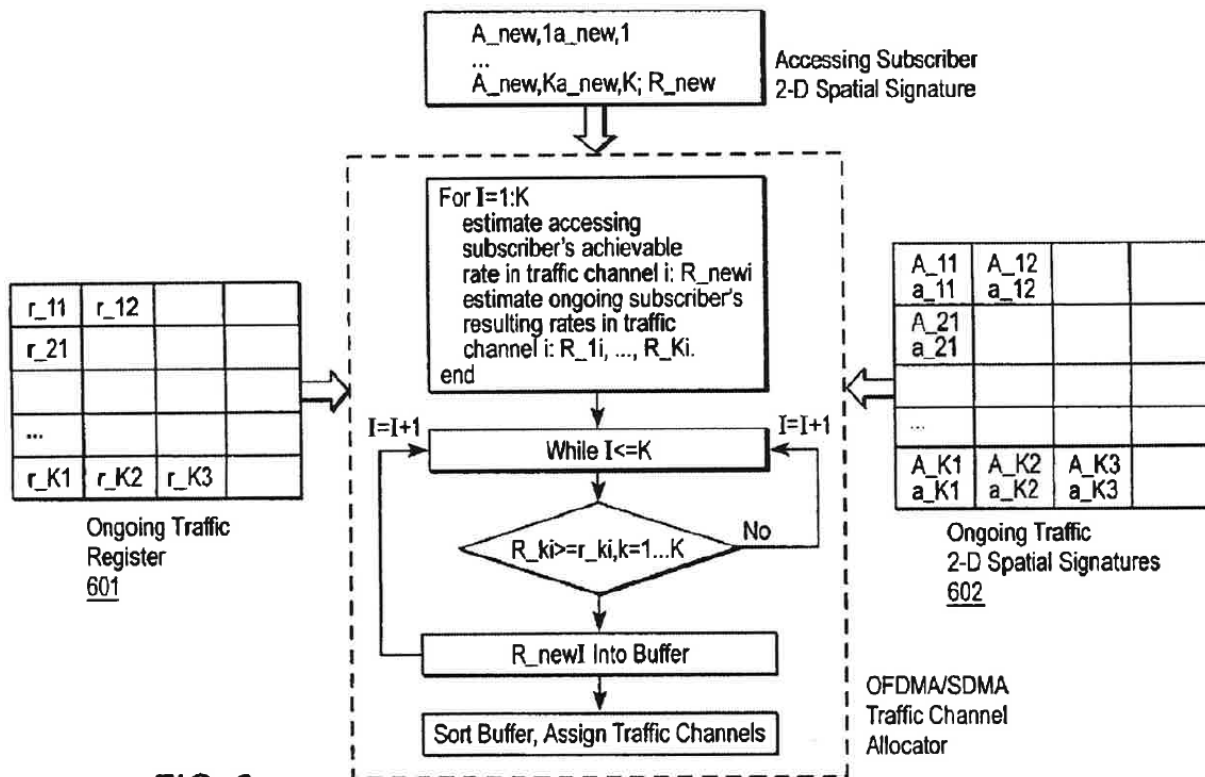 A_new,1a_new,1
...
A_new,Ka_new,K; R_new
Accessing Subscriber
2-D Spatial Signature
For I=1:K
estimate accessing
subscriber's achievable
rate in traffic channel i: R_newi
estimate ongoing subscriber's
resulting rates in traffic
channel i: R_1i, ..., R_Ki.
end
r_11 r_12
r_21
...
r_K1 r_K2 r_K3
Ongoing Traffic
Register
601
A_11 A_12
a_11 a_12
A_21
a_21
...
A_K1 A_K2 A_K3
a_K1 a_K2 a_K3
Ongoing Traffic
2-D Spatial Signatures
602
I=I+1
I=I+1
While I<=K
No
R_ki>=r_ki,k=1...K
R_newI Into Buffer
Sort Buffer, Assign Traffic Channels
OFDMA/SDMA
Traffic Channel
Allocator